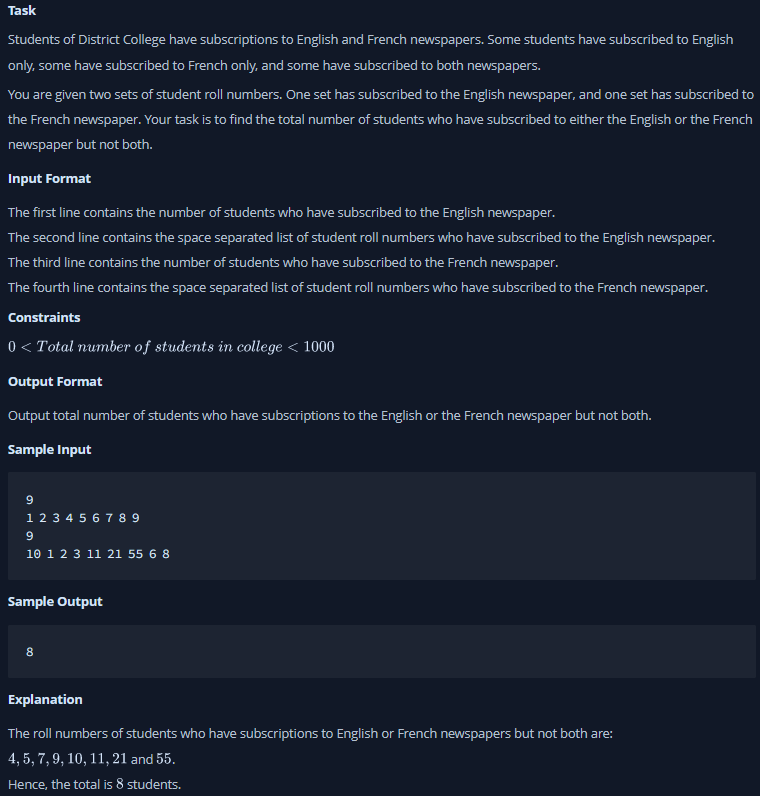 Task
Students of District College have subscriptions to English and French newspapers. Some students have subscribed to English
only, some have subscribed to French only, and some have subscribed to both newspapers.
You are given two sets of student roll numbers. One set has subscribed to the English newspaper, and one set has subscribed to
the French newspaper. Your task is to find the total number of students who have subscribed to either the English or the French
newspaper but not both.
Input Format
The first line contains the number of students who have subscribed to the English newspaper.
The second line contains the space separated list of student roll numbers who have subscribed to the English newspaper.
The third line contains the number of students who have subscribed to the French newspaper.
The fourth line contains the space separated list of student roll numbers who have subscribed to the French newspaper.
Constraints
0 < Total number of students in college < 1000
Output Format
Output total number of students who have subscriptions to the English or the French newspaper but not both.
Sample Input
9
1 2 3 4 5 6 7 8 9
9
10 1 2 3 11 21 55 6 8
Sample Output
8
Explanation
The roll numbers of students who have subscriptions to English or French newspapers but not both are:
4, 5, 7, 9, 10, 11, 21 and 55.
Hence, the total is 8 students.